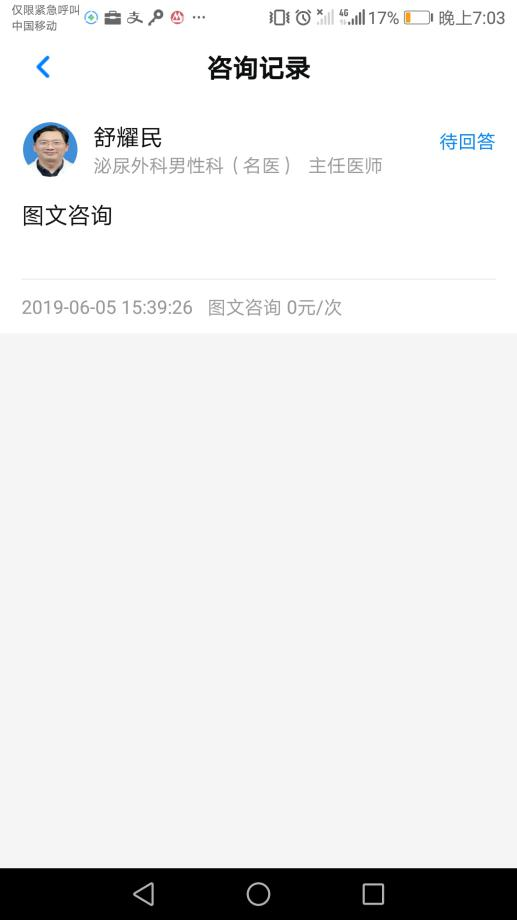 仅限紧急呼叫
中国移动
4G 17% 晚上7:03
咨询记录
舒耀民
待回答
泌尿外科男性科（名医） 主任医师
图文咨询
2019-06-05 15:39:26 图文咨询 0元/次